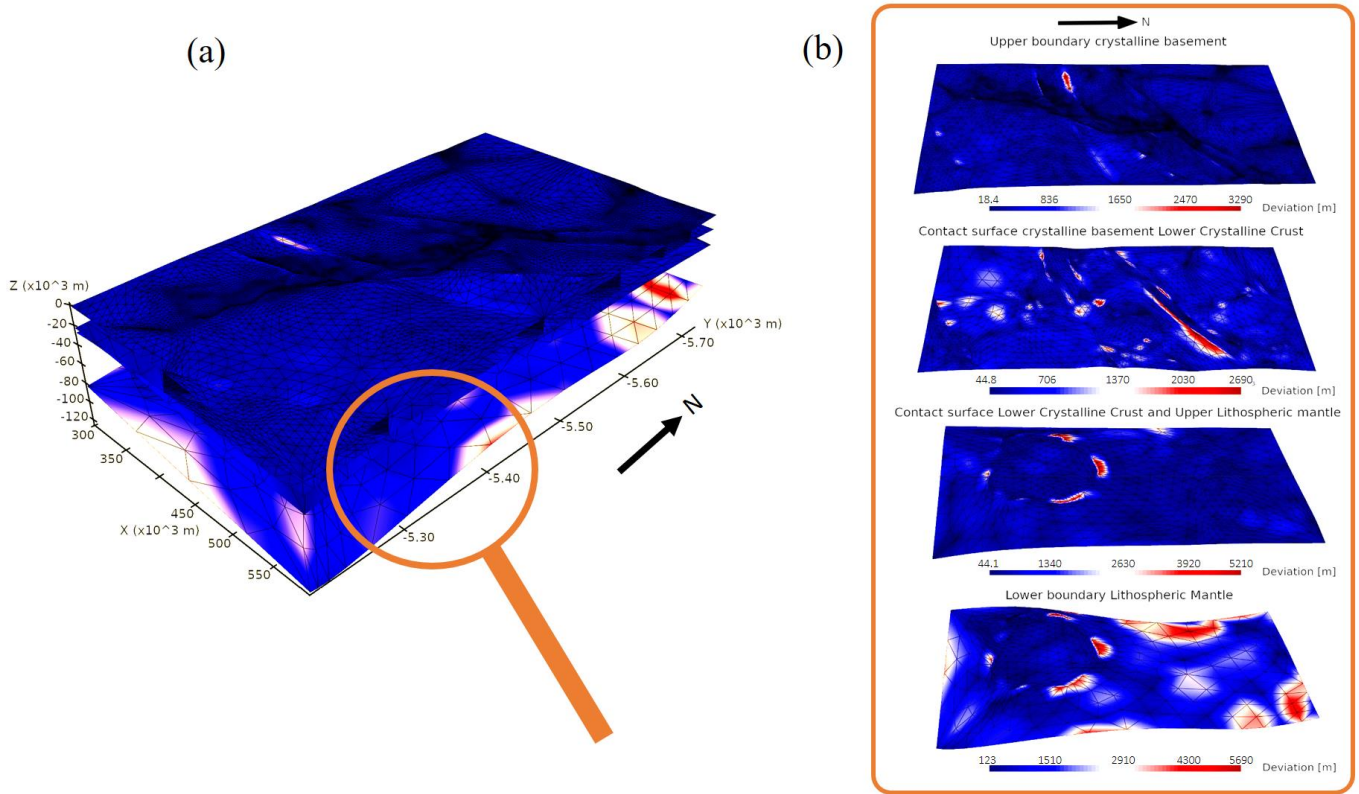 (a)
Z (x10^3 m)
0
-20
-40
-60
-80
-100
-120
300
350
450
X (x10^3 m)
500
550
-5.30
-5.40
-5.50
-5.60
-5.70
Y (x10^3 m)
N
(b)
N
Upper boundary crystalline basement
18.4 836 1650 2470 3290 Deviation [m]
Contact surface crystalline basement Lower Crystalline Crust
44.8 706 1370 2030 2690 Deviation [m]
Contact surface Lower Crystalline Crust and Upper Lithospheric mantle
44.1 1340 2630 3920 5210 Deviation [m]
Lower boundary Lithospheric Mantle
123 1510 2910 4300 5690 Deviation [m]